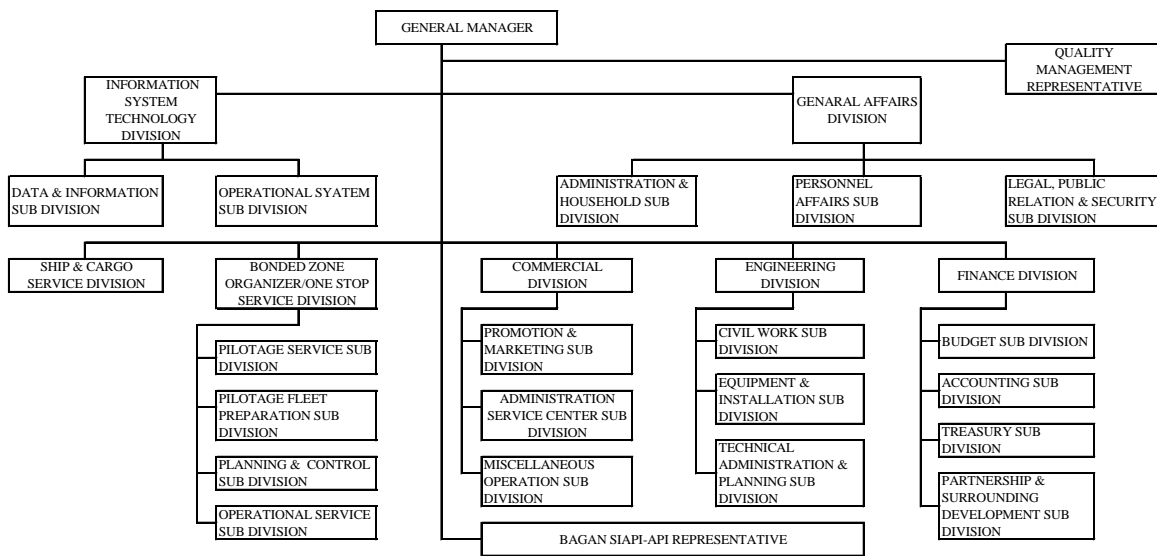 GENERAL MANAGER
QUALITY
MANAGEMENT
REPRESENTATIVE
INFORMATION
SYSTEM
TECHNOLOGY
DIVISION
GENARAL AFFAIRS
DIVISION
DATA & INFORMATION
SUB DIVISION
OPERATIONAL SYATEM
SUB DIVISION
ADMINISTRATION &
HOUSEHOLD SUB
DIVISION
PERSONNEL
AFFAIRS SUB
DIVISION
LEGAL, PUBLIC
RELATION & SECURITY
SUB DIVISION
SHIP & CARGO
SERVICE DIVISION
BONDED ZONE
ORGANIZER/ONE STOP
SERVICE DIVISION
COMMERCIAL
DIVISION
ENGINEERING
DIVISION
FINANCE DIVISION
PILOTAGE SERVICE SUB
DIVISION
PILOTAGE FLEET
PREPARATION SUB
DIVISION
PLANNING & CONTROL
SUB DIVISION
OPERATIONAL SERVICE
SUB DIVISION
PROMOTION &
MARKETING SUB
DIVISION
ADMINISTRATION
SERVICE CENTER SUB
DIVISION
MISCELLANEOUS
OPERATION SUB
DIVISION
CIVIL WORK SUB
DIVISION
EQUIPMENT &
INSTALLATION SUB
DIVISION
TECHNICAL
ADMINISTRATION &
PLANNING SUB
DIVISION
BUDGET SUB DIVISION
ACCOUNTING SUB
DIVISION
TREASURY SUB
DIVISION
PARTNERSHIP &
SURROUNDING
DEVELOPMENT SUB
DIVISION
BAGAN SIAPI-API REPRESENTATIVE